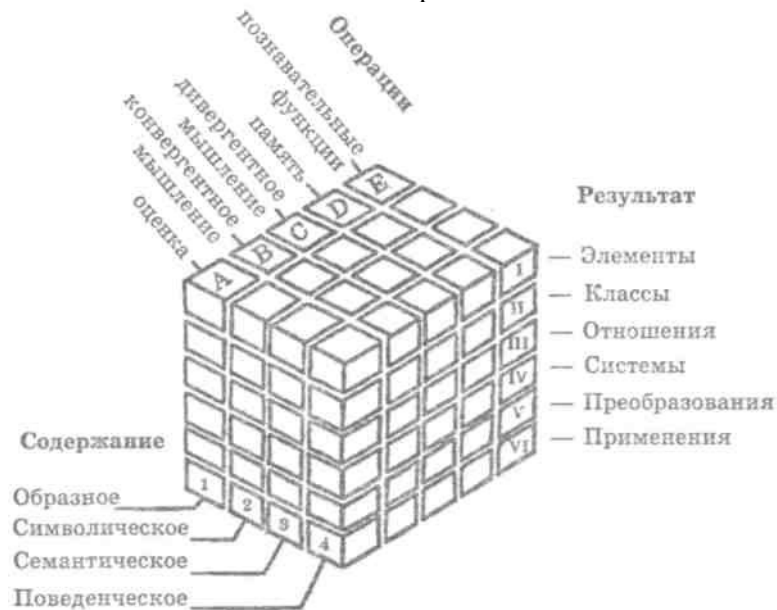 Операции
познавательные
функции
память
дивергентное
мышление
конвергентное
мышление
оценка
A
B
C
D
E
Результат
I
II
III
IV
V
VI
— Элементы
— Классы
— Отношения
— Системы
— Преобразования
— Применения
Содержание
Образное
Символическое
Семантическое
Поведенческое
1
2
3
4